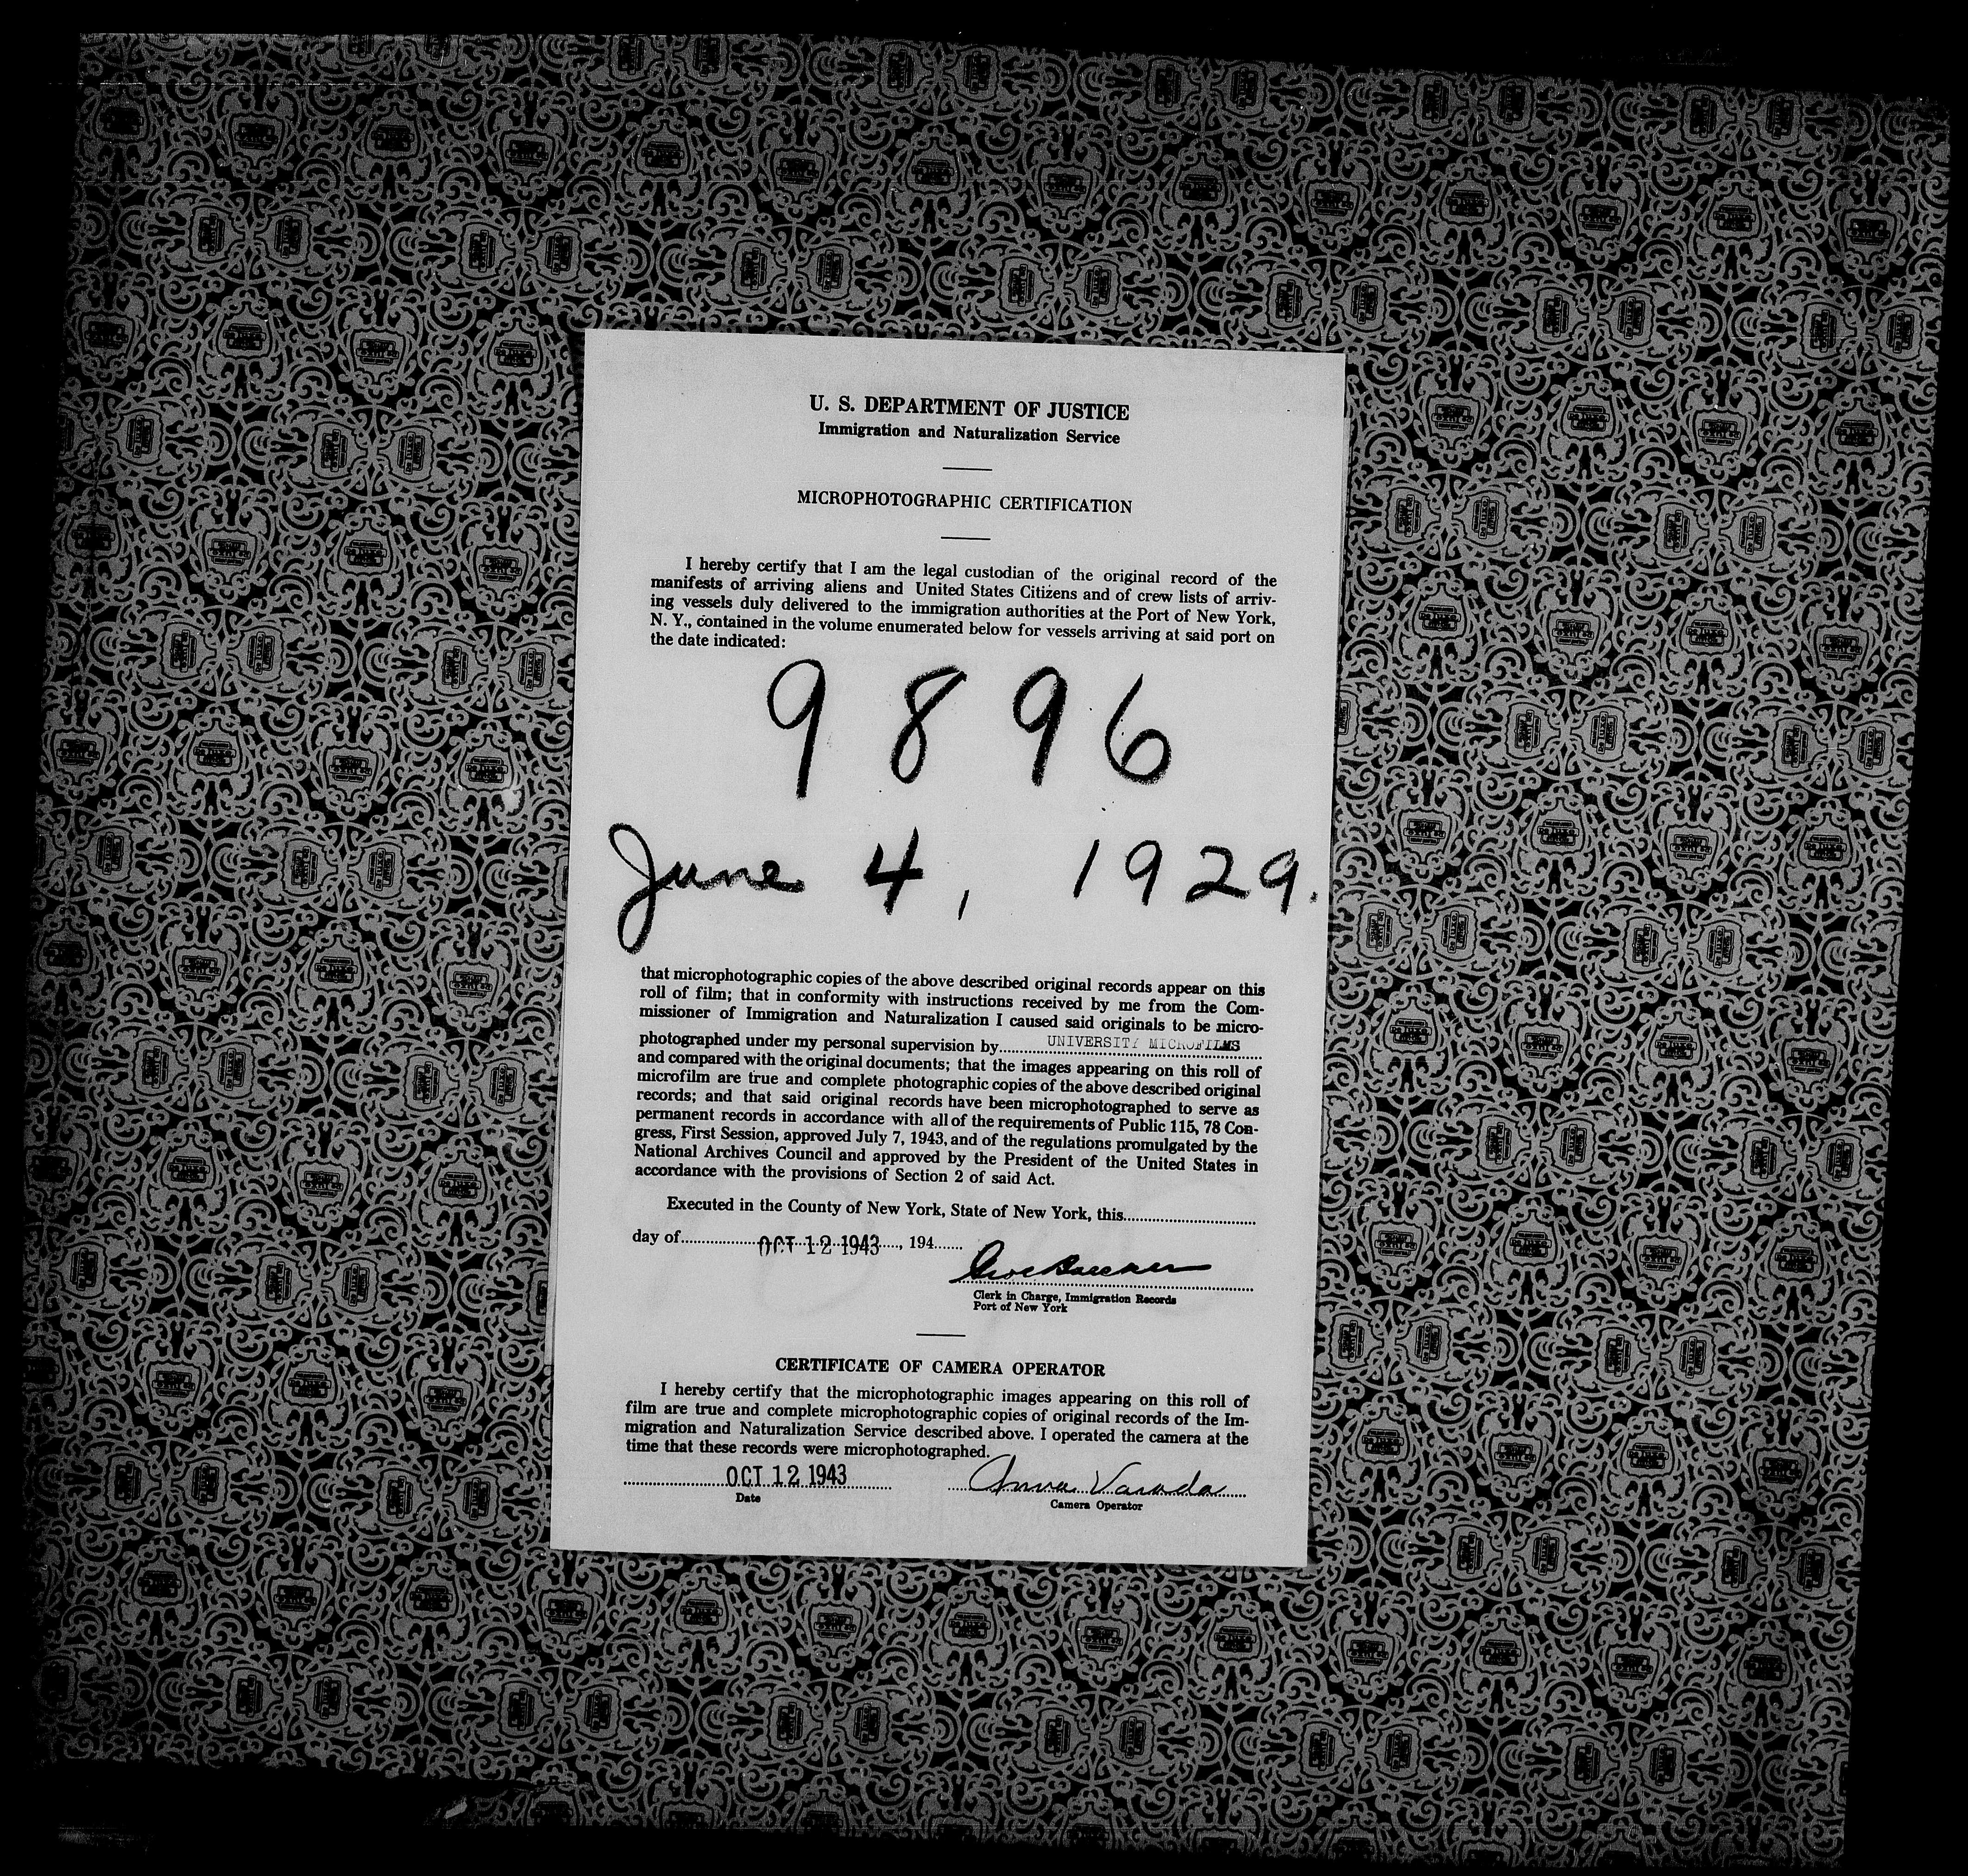 U. S. DEPARTMENT OF JUSTICE
Immigration and Naturalization Service
MICROPHOTOGRAPHIC CERTIFICATION
I hereby certify that I am the legal custodian of the original record of the
manifests of arriving aliens and United States Citizens and of crew lists of arriv-
ing vessels duly delivered to the immigration authorities at the Port of New York,
N. Y., contained in the volume enumerated below for vessels arriving at said port on
the date indicated:
9896
June 4, 1929.
that microphotographic copies of the above described original records appear on this
roll of film; that in conformity with instructions received by me from the Com-
missioner of Immigration and Naturalization I caused said originals to be micro-
photographed under my personal supervision by UNIVERSITY MICROFILMS
and compared with the original documents; that the images appearing on this roll of
microfilm are true and complete photographic copies of the above described original
records; and that said original records have been microphotographed to serve as
permanent records in accordance with all of the requirements of Public 115, 78 Con-
gress, First Session, approved July 7, 1943, and of the regulations promulgated by the
National Archives Council and approved by the President of the United States in
accordance with the provisions of Section 2 of said Act.
Executed in the County of New York, State of New York, this
day of OCT 12 1943, 194
Clerk in Charge, Immigration Records
Port of New York
CERTIFICATE OF CAMERA OPERATOR
I hereby certify that the microphotographic images appearing on this roll of
film are true and complete microphotographic copies of original records of the Im-
migration and Naturalization Service described above. I operated the camera at the
time that these records were microphotographed.
OCT 12 1943 Anna Varada
Date
Camera Operator